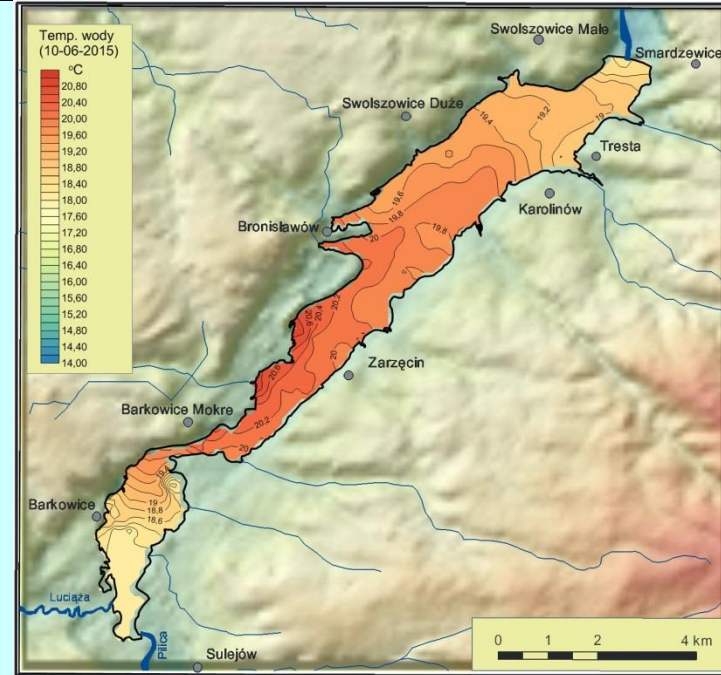 Temp. wody
(10-06-2015)
°C
20,80
20,40
20,00
19,60
19,20
18,80
18,40
18,00
17,60
17,20
16,80
16,40
16,00
15,60
15,20
14,80
14,40
14,00
Swolszowice Małe
Smardzewice
Swolszowice Duże
Tresta
Karolinów
Bronisławów
Zarzęcin
Barkowice Mokre
Barkowice
Luciąża
Pilica
Sulejów
19,4
19,2
19
19,6
19,8
19,8
20
20,2
20,4
20,6
20,6
20
20,2
20
19,4
19
18,8
18,6
0 1 2 4 km